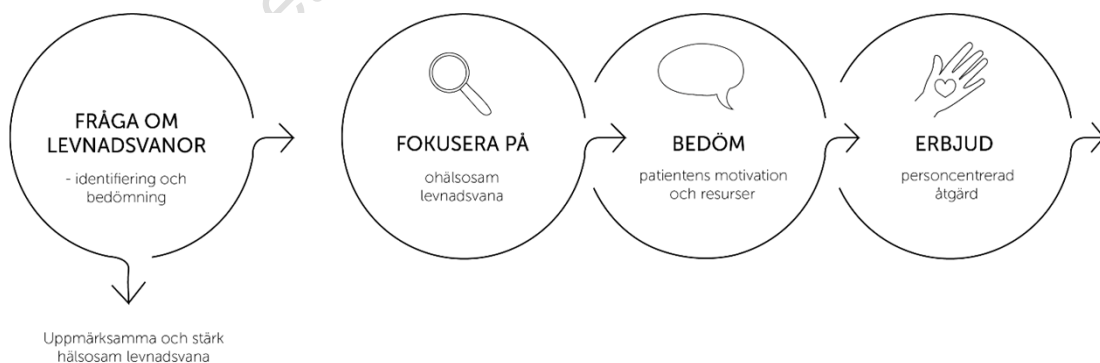 FRÅGA OM
LEVNADSVANOR
- identifiering och
bedömning
Uppmärksamma och stärk
hälsosam levnadsvana
FOKUSERA PÅ
ohälsosam
levnadsvana
BEDÖM
patientens motivation
och resurser
ERBJUD
personcentrerad
åtgärd